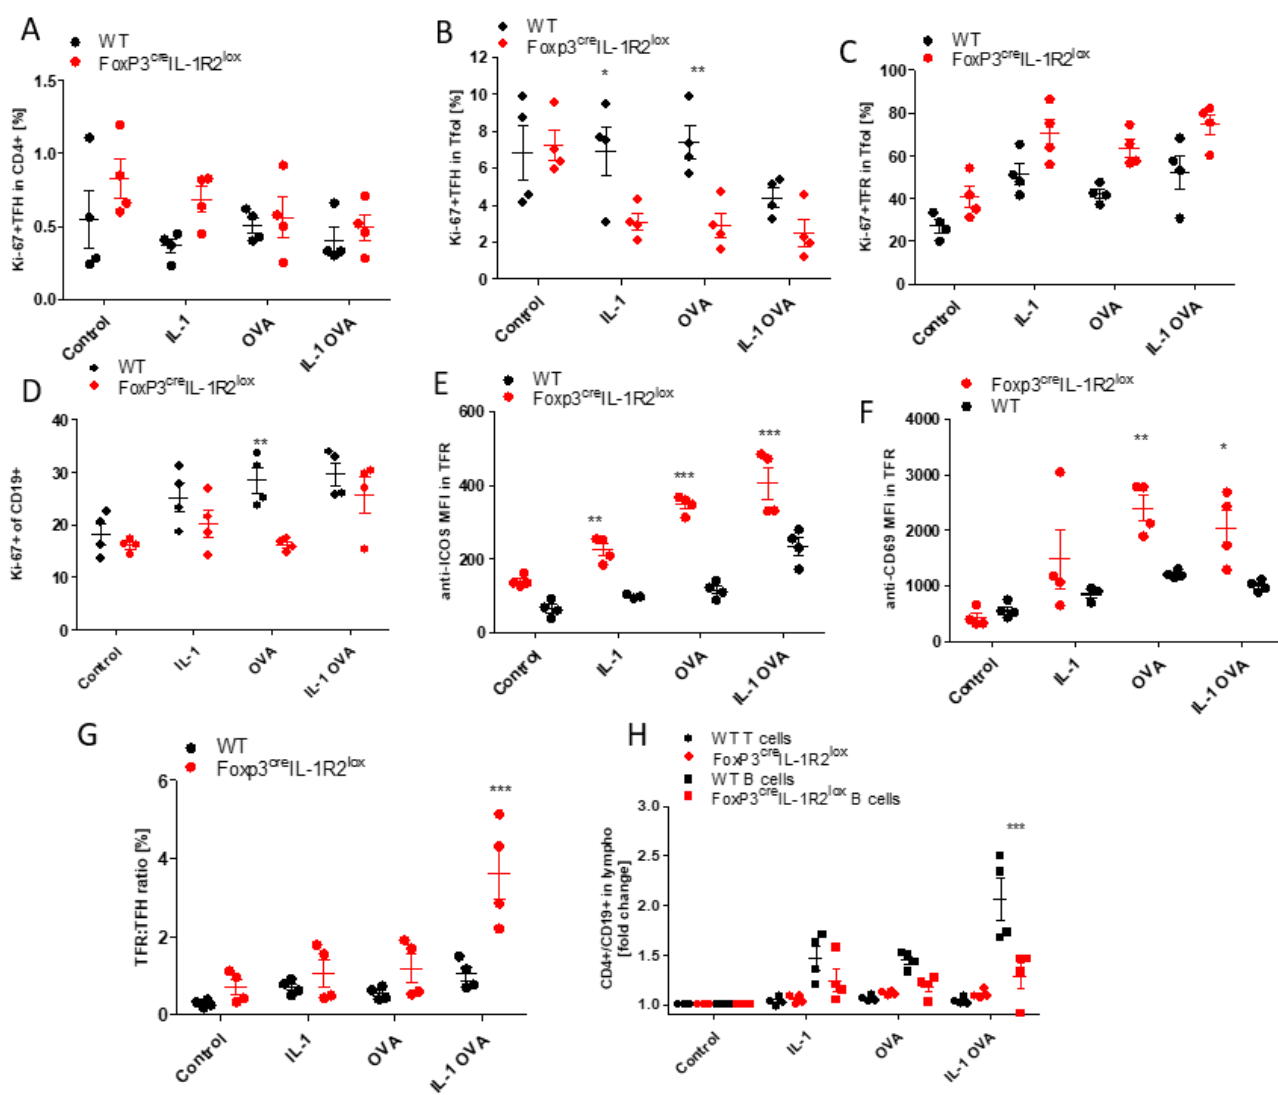 A
WT
FoxP3creIL-1R2lox
Ki-67+TFH in CD4+ [%]
1.5
1.0
0.5
0.0
Control
IL-1
OVA
IL-1 OVA
B
WT
Foxp3creIL-1R2lox
Ki-67+TFH in Tfol [%]
12
10
8
6
4
2
0
*
**
Control
IL-1
OVA
IL-1 OVA
C
WT
FoxP3creIL-1R2lox
Ki-67+TFR in Tfol [%]
100
80
60
40
20
0
Control
IL-1
OVA
IL-1 OVA
D
WT
FoxP3creIL-1R2lox
Ki-67+ of CD19+
40
30
20
10
0
**
Control
IL-1
OVA
IL-1 OVA
E
WT
Foxp3creIL-1R2lox
anti-ICOS MFI in TFR
600
400
200
0
**
***
***
Control
IL-1
OVA
IL-1 OVA
F
Foxp3creIL-1R2lox
WT
anti-CD69 MFI in TFR
4000
3000
2000
1000
0
**
*
Control
IL-1
OVA
IL-1 OVA
G
WT
Foxp3creIL-1R2lox
TFR:TFH ratio [%]
6
4
2
0
***
Control
IL-1
OVA
IL-1 OVA
H
WT T cells
FoxP3creIL-1R2lox
WT B cells
FoxP3creIL-1R2lox B cells
CD4+/CD19+ in lympho
[fold change]
3.0
2.5
2.0
1.5
1.0
***
Control
IL-1
OVA
IL-1 OVA